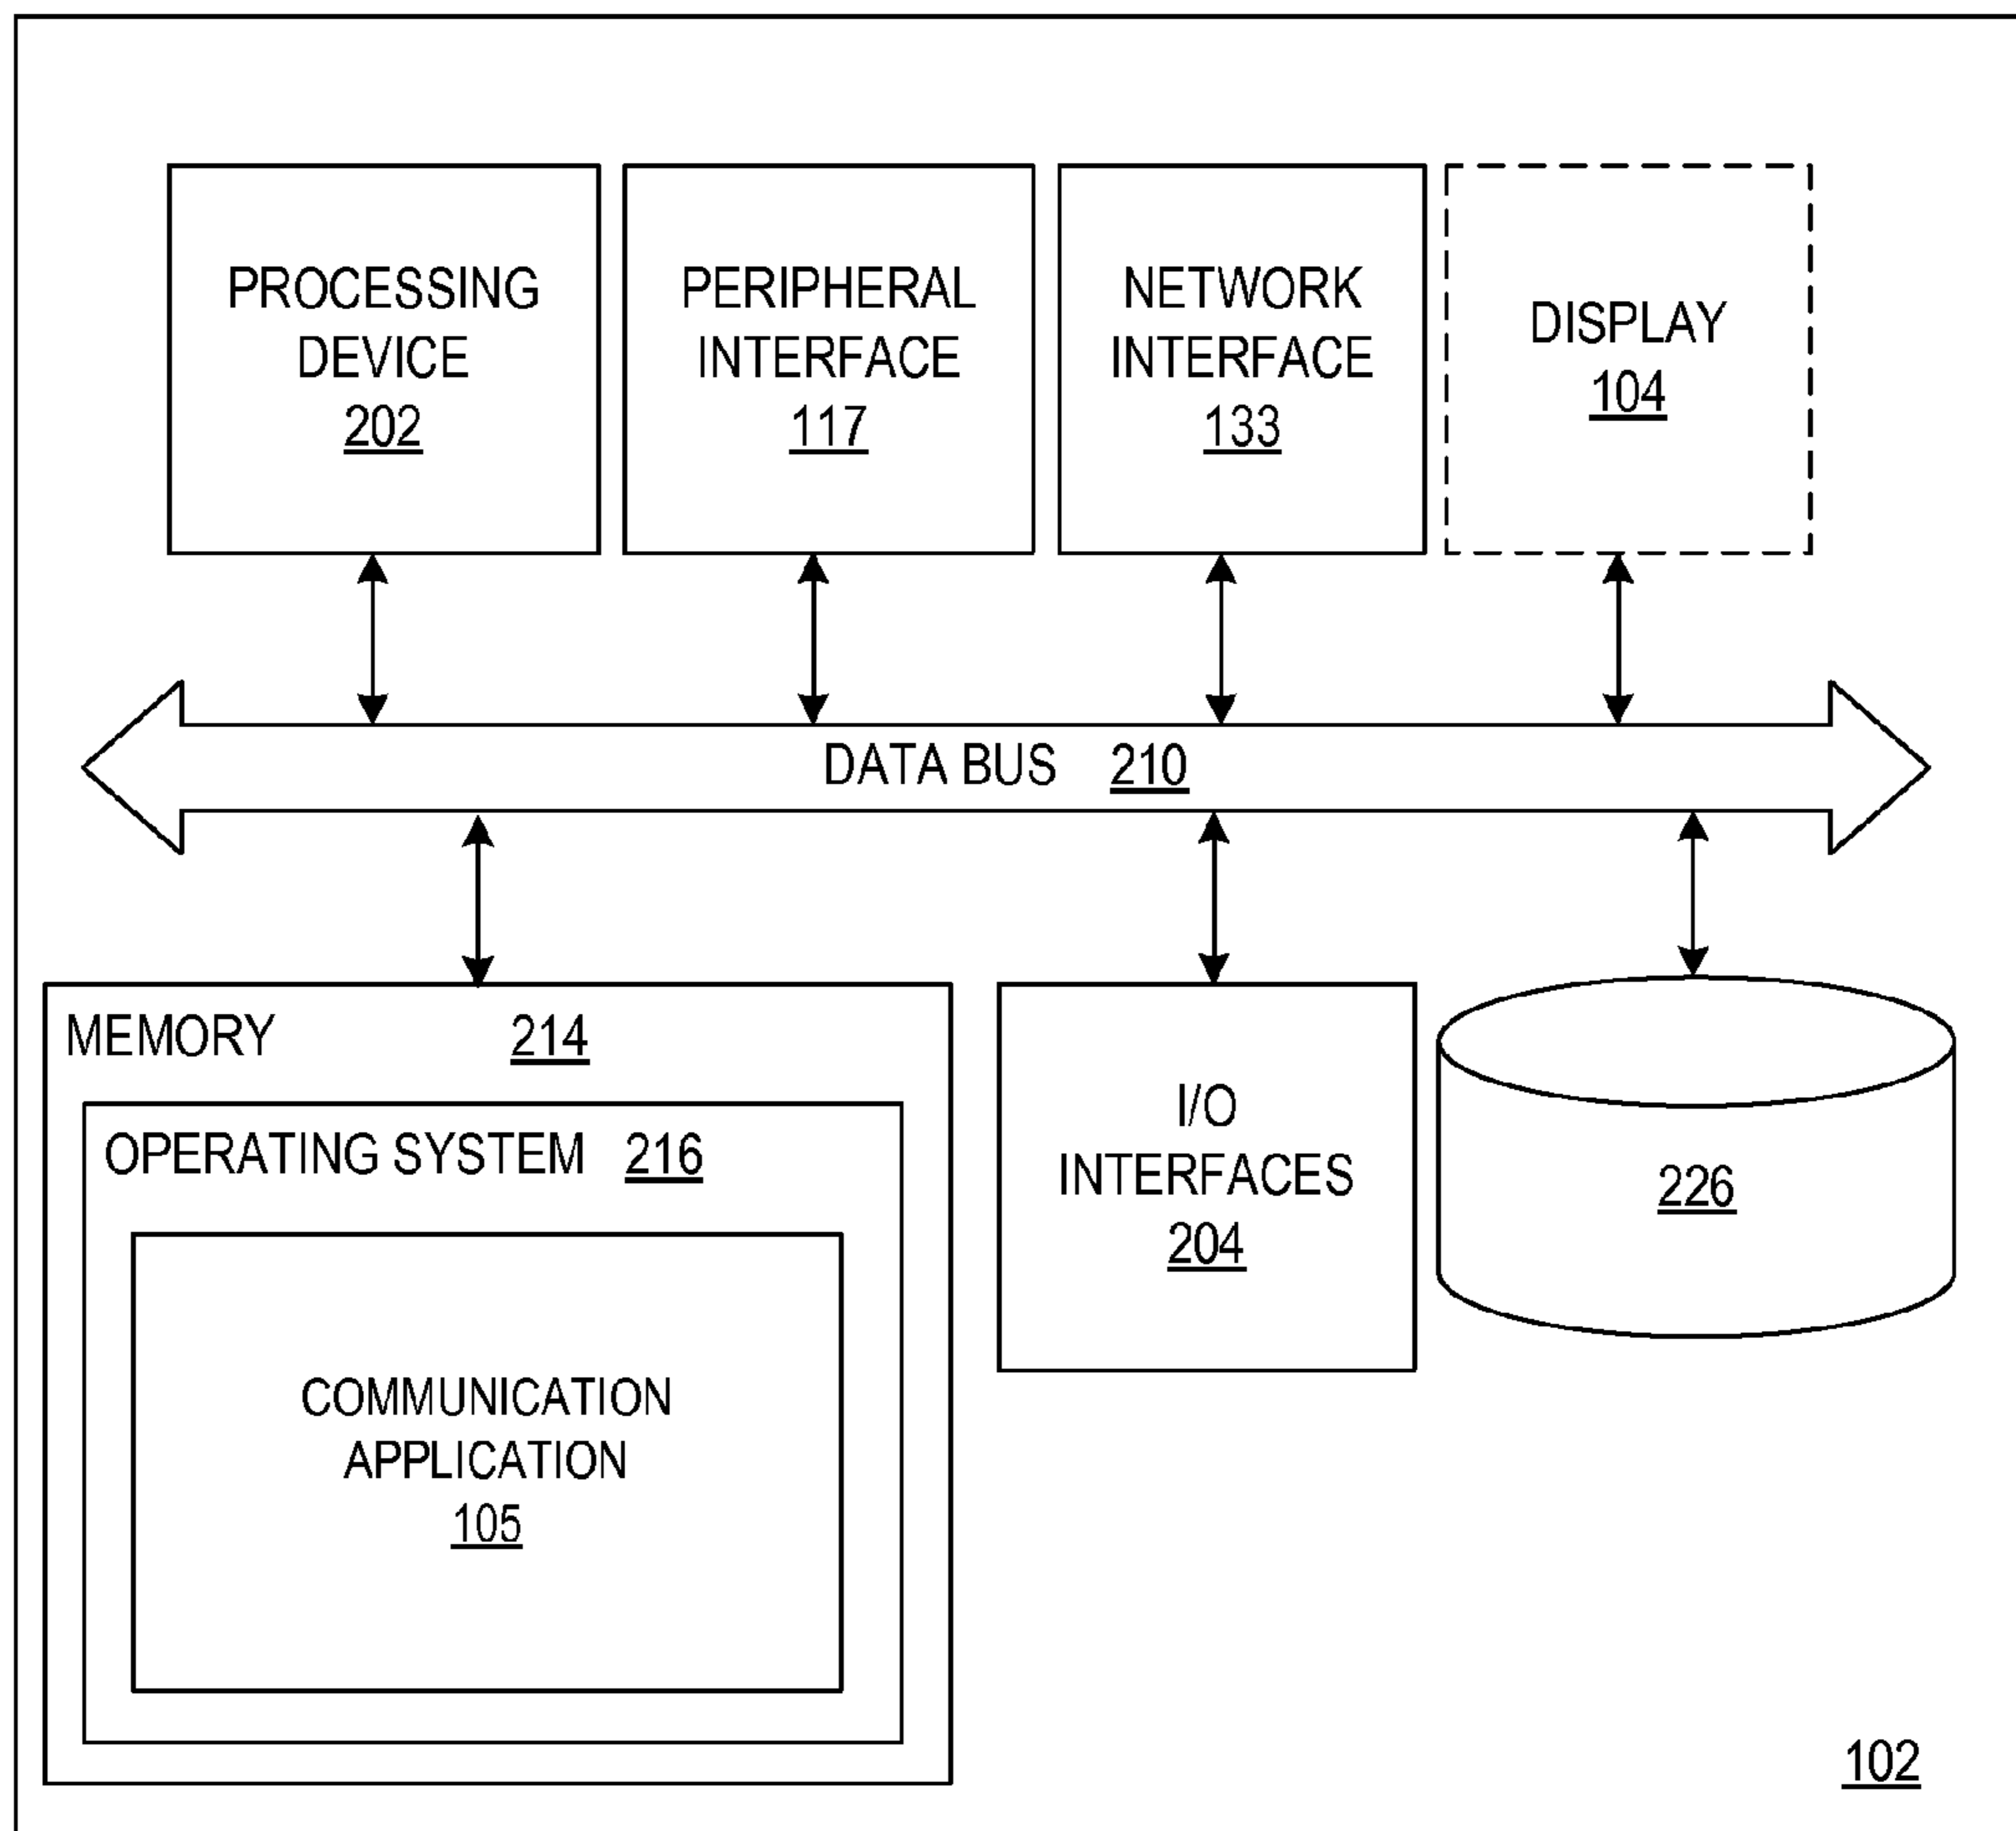 PROCESSING
DEVICE
202
PERIPHERAL
INTERFACE
117
NETWORK
INTERFACE
133
DISPLAY
104
DATA BUS 210
MEMORY 214
OPERATING SYSTEM 216
COMMUNICATION
APPLICATION
105
I/O
INTERFACES
204
226
102